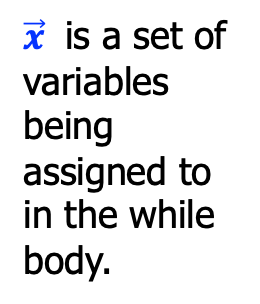 x⃗ is a set of
variables
being
assigned to
in the while
body.